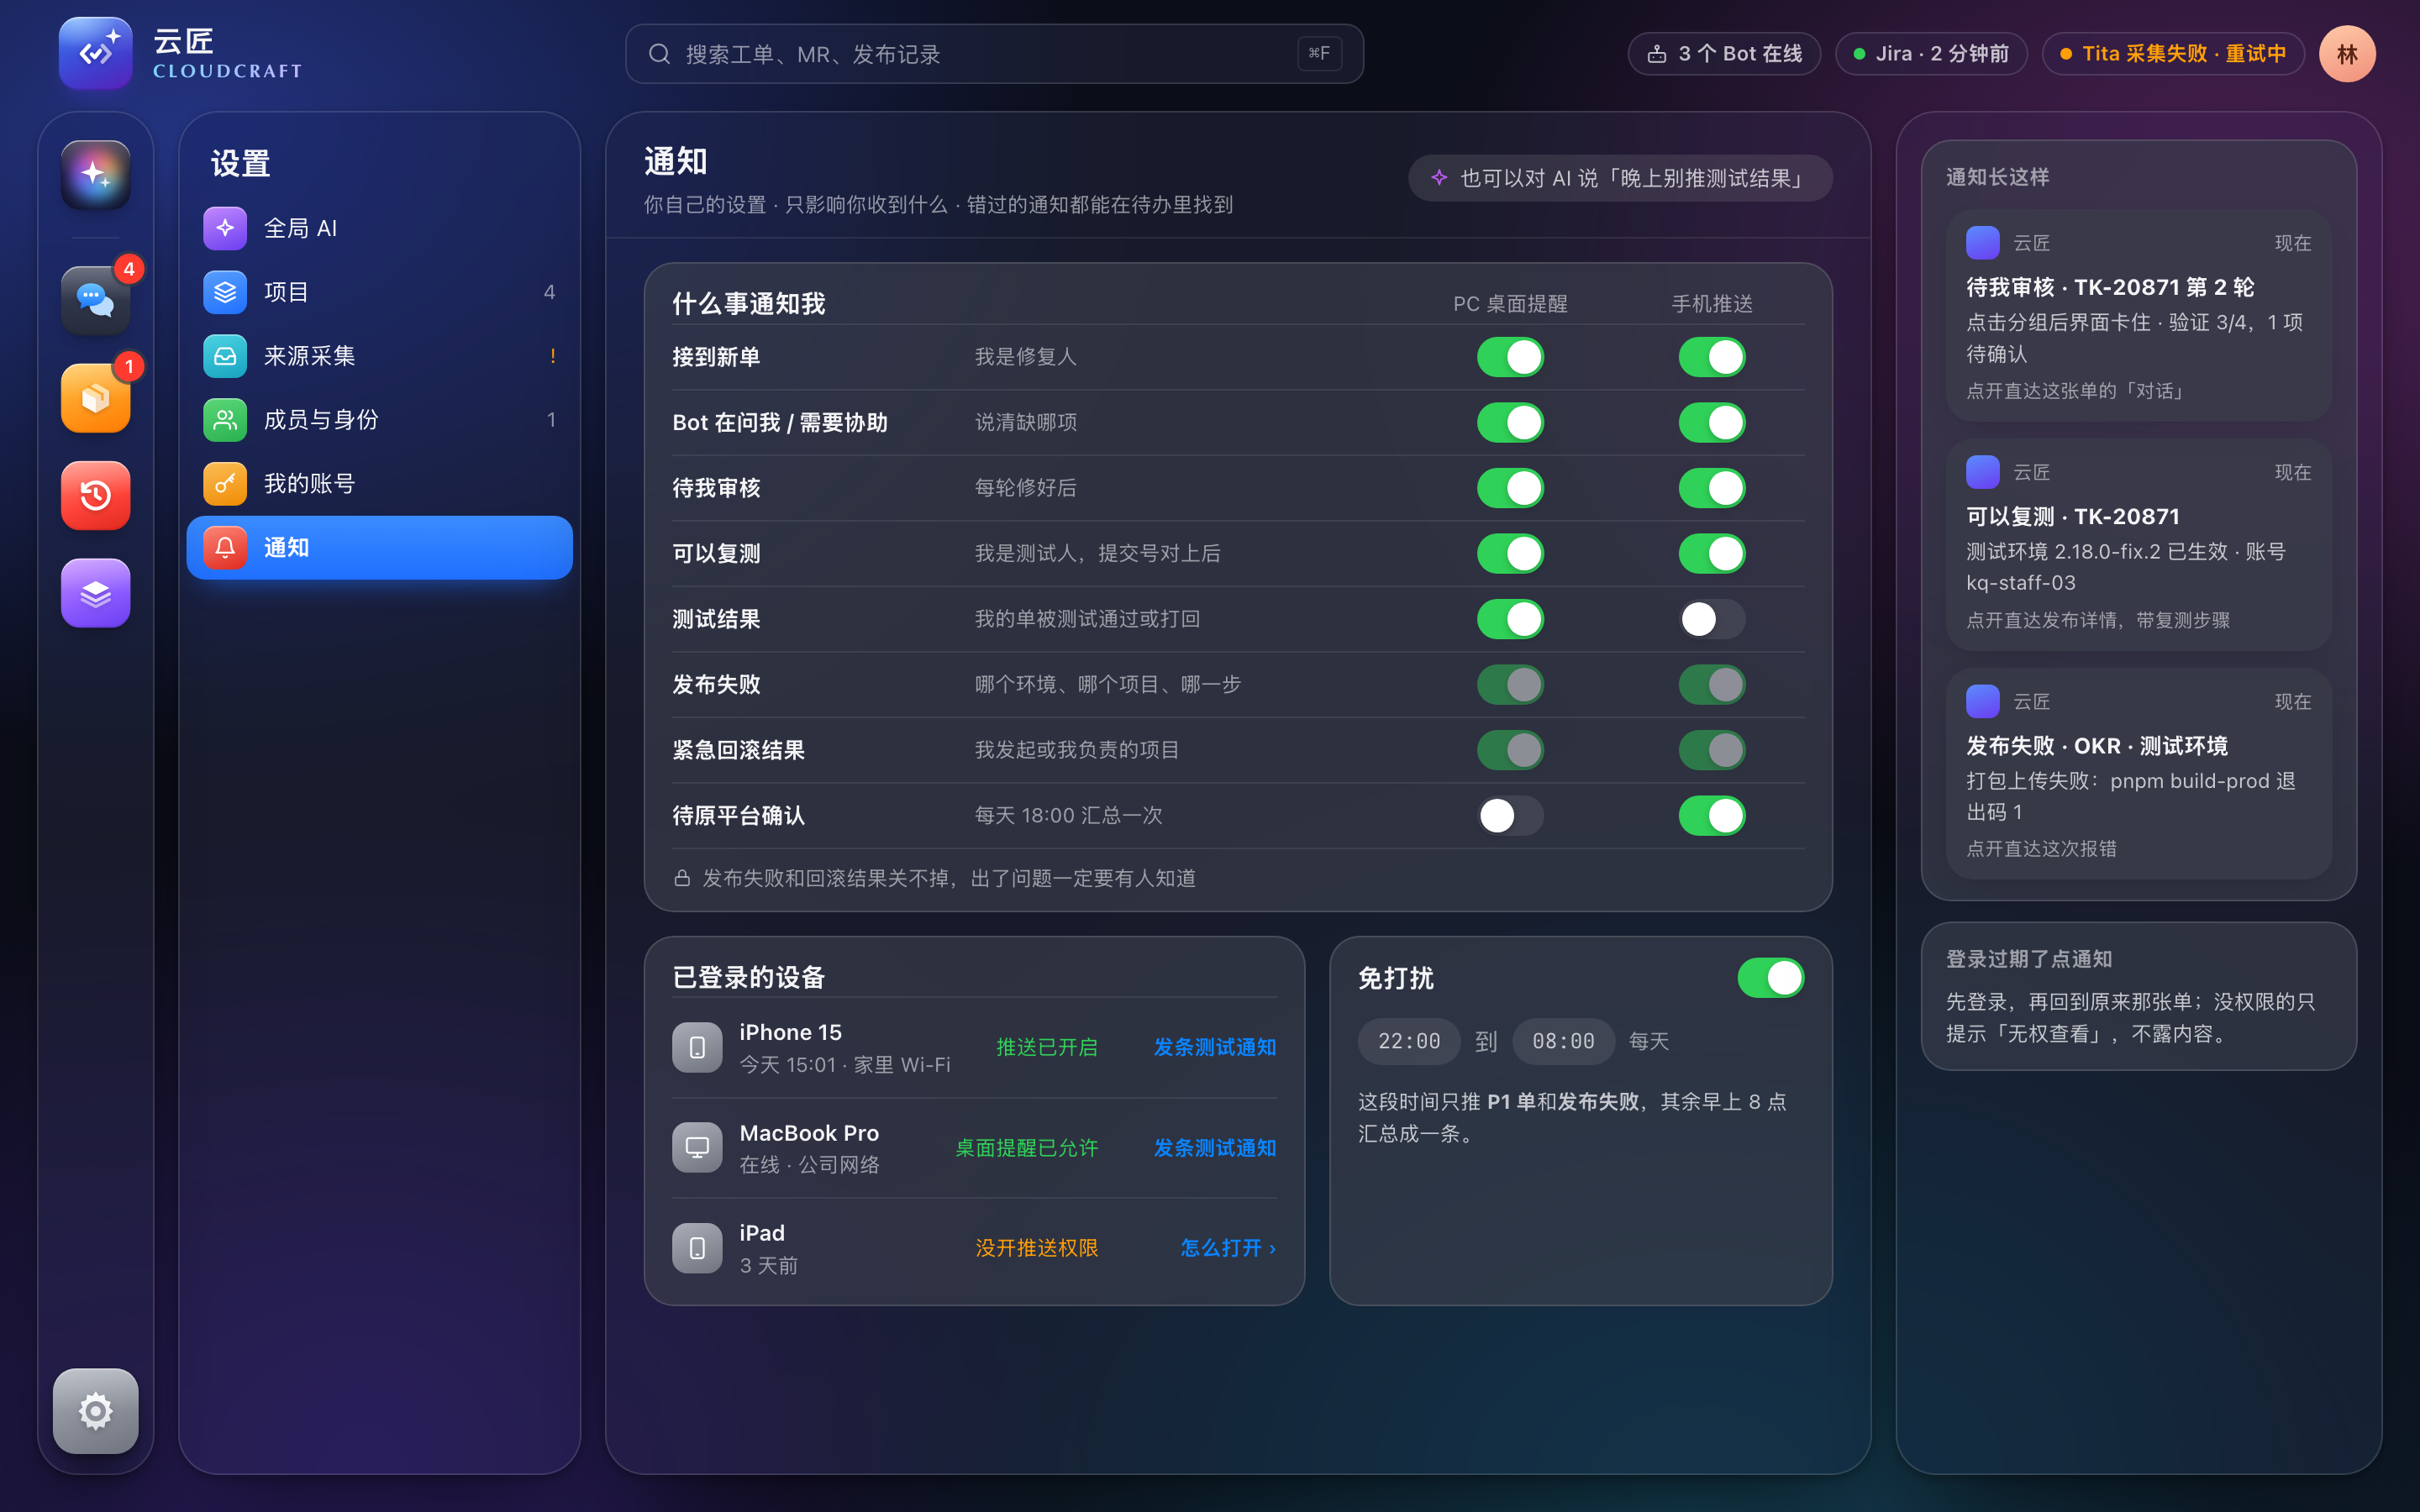 云匠
CLOUDCRAFT
搜索工单、MR、发布记录
⌘F
3 个 Bot 在线
Jira · 2 分钟前
Tita 采集失败 · 重试中
林
4
1
设置
全局 AI
项目
4
来源采集
!
成员与身份
1
我的账号
通知
通知
你自己的设置 · 只影响你收到什么 · 错过的通知都能在待办里找到
也可以对 AI 说「晚上别推测试结果」
什么事通知我
PC 桌面提醒
手机推送
接到新单
我是修复人
Bot 在问我 / 需要协助
说清缺哪项
待我审核
每轮修好后
可以复测
我是测试人，提交号对上后
测试结果
我的单被测试通过或打回
发布失败
哪个环境、哪个项目、哪一步
紧急回滚结果
我发起或我负责的项目
待原平台确认
每天 18:00 汇总一次
发布失败和回滚结果关不掉，出了问题一定要有人知道
已登录的设备
iPhone 15
今天 15:01 · 家里 Wi-Fi
推送已开启
发条测试通知
MacBook Pro
在线 · 公司网络
桌面提醒已允许
发条测试通知
iPad
3 天前
没开推送权限
怎么打开 ›
免打扰
22:00 到 08:00 每天
这段时间只推 P1 单和发布失败，其余早上 8 点
汇总成一条。
通知长这样
云匠
现在
待我审核 · TK-20871 第 2 轮
点击分组后界面卡住 · 验证 3/4，1 项
待确认
点开直达这张单的「对话」
云匠
现在
可以复测 · TK-20871
测试环境 2.18.0-fix.2 已生效 · 账号
kq-staff-03
点开直达发布详情，带复测步骤
云匠
现在
发布失败 · OKR · 测试环境
打包上传失败：pnpm build-prod 退
出码 1
点开直达这次报错
登录过期了点通知
先登录，再回到原来那张单；没权限的只
提示「无权查看」，不露内容。